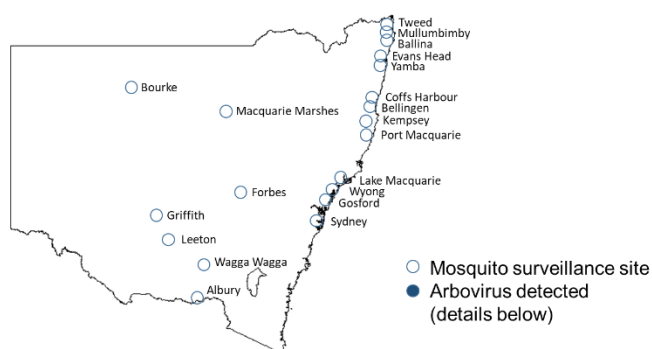 Tweed
Mullumbimby
Ballina
Evans Head
Yamba
Bourke
Coffs Harbour
Macquarie Marshes
Bellingen
Kempsey
Port Macquarie
Lake Macquarie
Forbes
Wyong
Gosford
Griffith
Sydney
Leeton
Wagga Wagga
Albury
Mosquito surveillance site
Arbovirus detected
(details below)